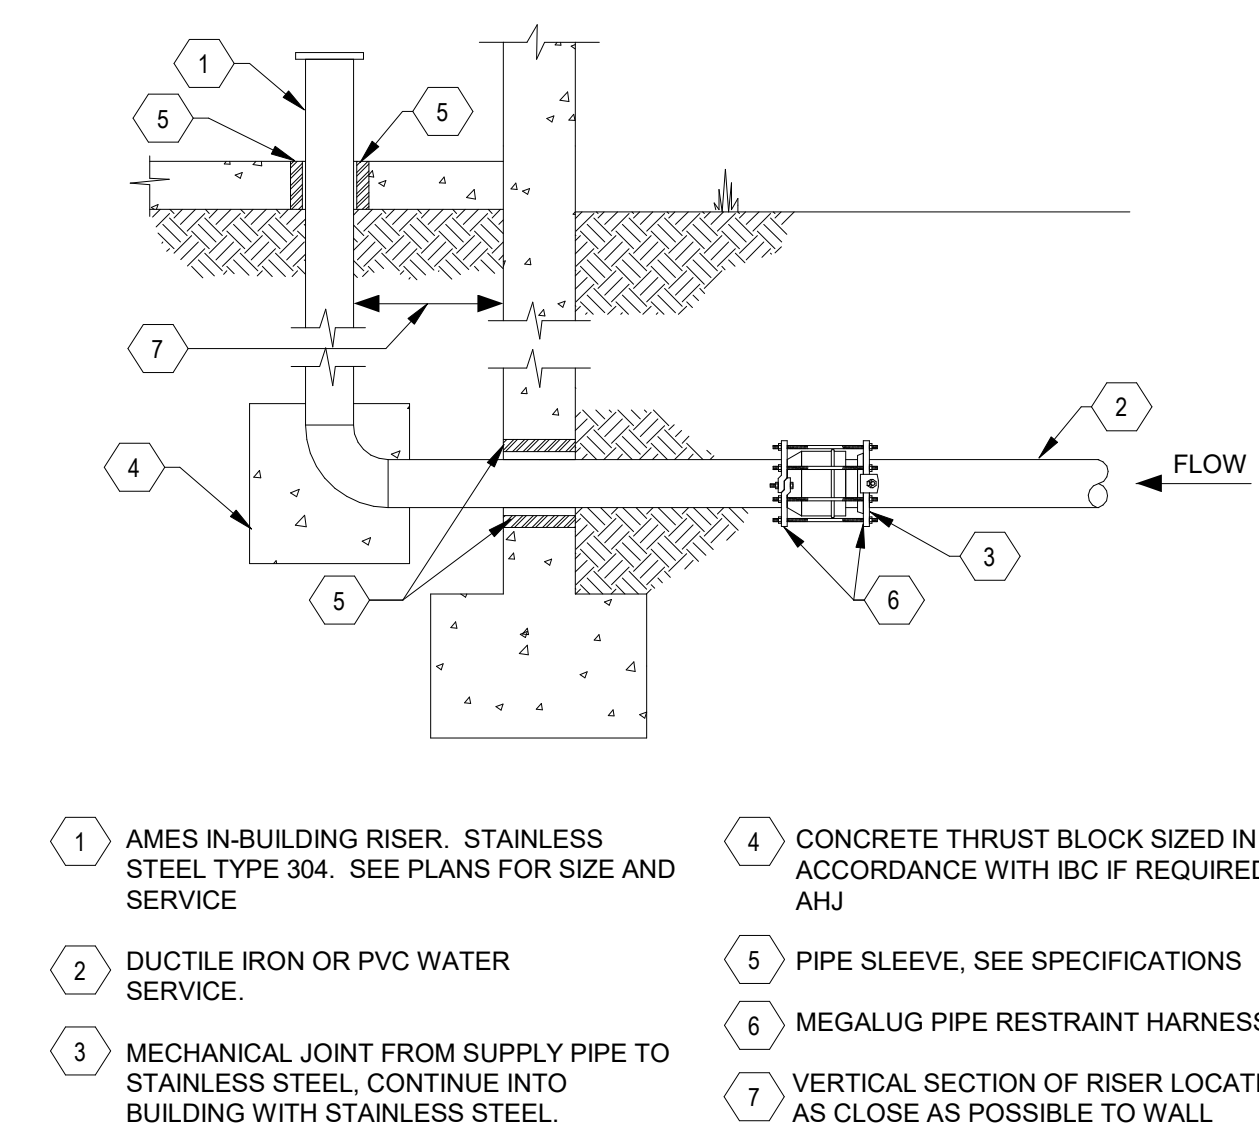 1
5
5
7
2
FLOW
4
3
5
6
1
AMES IN-BUILDING RISER. STAINLESS
STEEL TYPE 304. SEE PLANS FOR SIZE AND
SERVICE
2
DUCTILE IRON OR PVC WATER
SERVICE.
3
MECHANICAL JOINT FROM SUPPLY PIPE TO
STAINLESS STEEL, CONTINUE INTO
BUILDING WITH STAINLESS STEEL.
4
CONCRETE THRUST BLOCK SIZED IN
ACCORDANCE WITH IBC IF
AHJ
5
PIPE SLEEVE, SEE SPECIFICATIONS
6
MEGALUG PIPE RESTRAINT
7
VERTICAL SECTION OF RISER
AS CLOSE AS POSSIBLE TO WALL